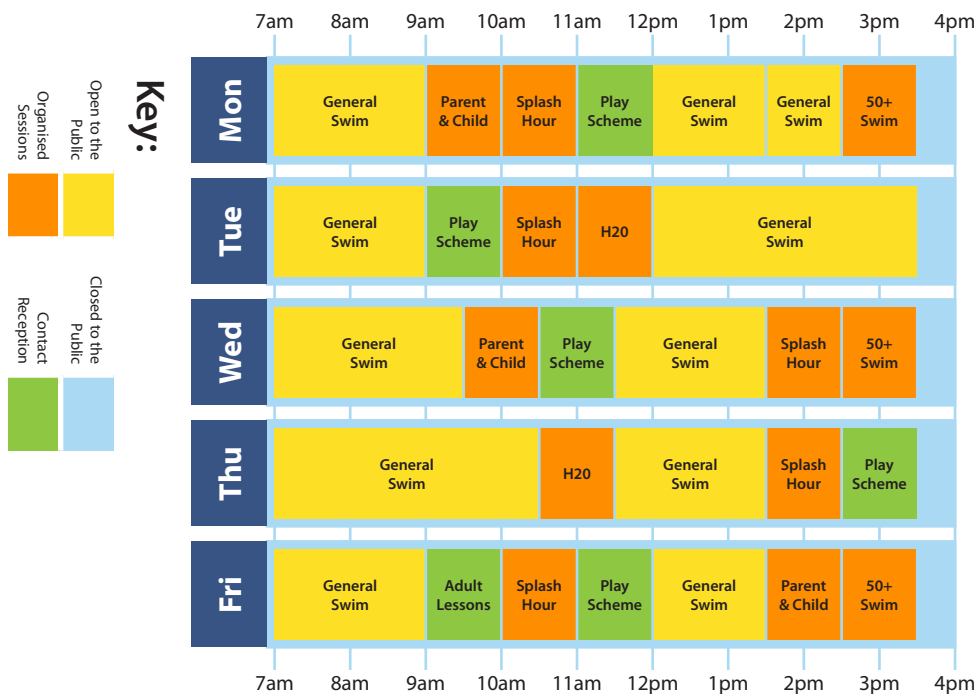 7am 8am 9am 10am 11am 12pm 1pm 2pm 3pm 4pm
Key:
Open to the
Public
Organised
Sessions
Closed to the
Public
Contact
Reception
Mon
General
Swim
Parent
& Child
Splash
Hour
Play
Scheme
General
Swim
General
Swim
50+
Swim
Tue
General
Swim
Play
Scheme
Splash
Hour
H20
General
Swim
Wed
General
Swim
Parent
& Child
Play
Scheme
General
Swim
Splash
Hour
50+
Swim
Thu
General
Swim
H20
General
Swim
Splash
Hour
Play
Scheme
Fri
General
Swim
Adult
Lessons
Splash
Hour
Play
Scheme
General
Swim
Parent
& Child
50+
Swim
7am 8am 9am 10am 11am 12pm 1pm 2pm 3pm 4pm